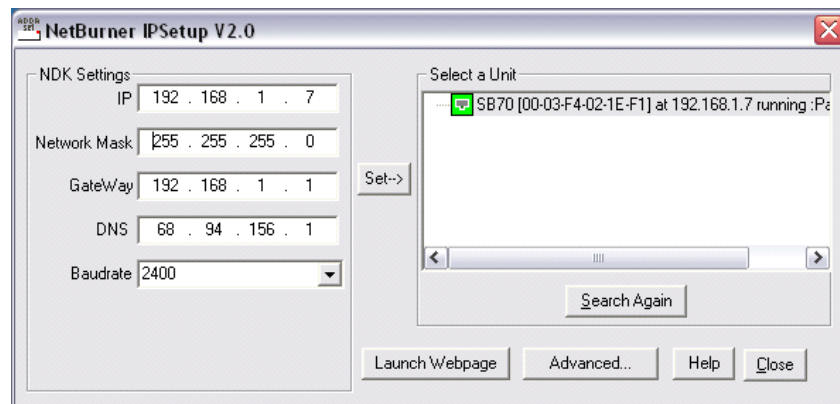 NetBurner IPSetup V2.0
NDK Settings
IP 192 . 168 . 1 . 7
Network Mask 255 . 255 . 255 . 0
GateWay 192 . 168 . 1 . 1
DNS 68 . 94 . 156 . 1
Baudrate 2400
Set-->
Select a Unit
SB70 [00-03-F4-02-1E-F1] at 192.168.1.7 running :Pa
Search Again
Launch Webpage
Advanced...
Help
Close